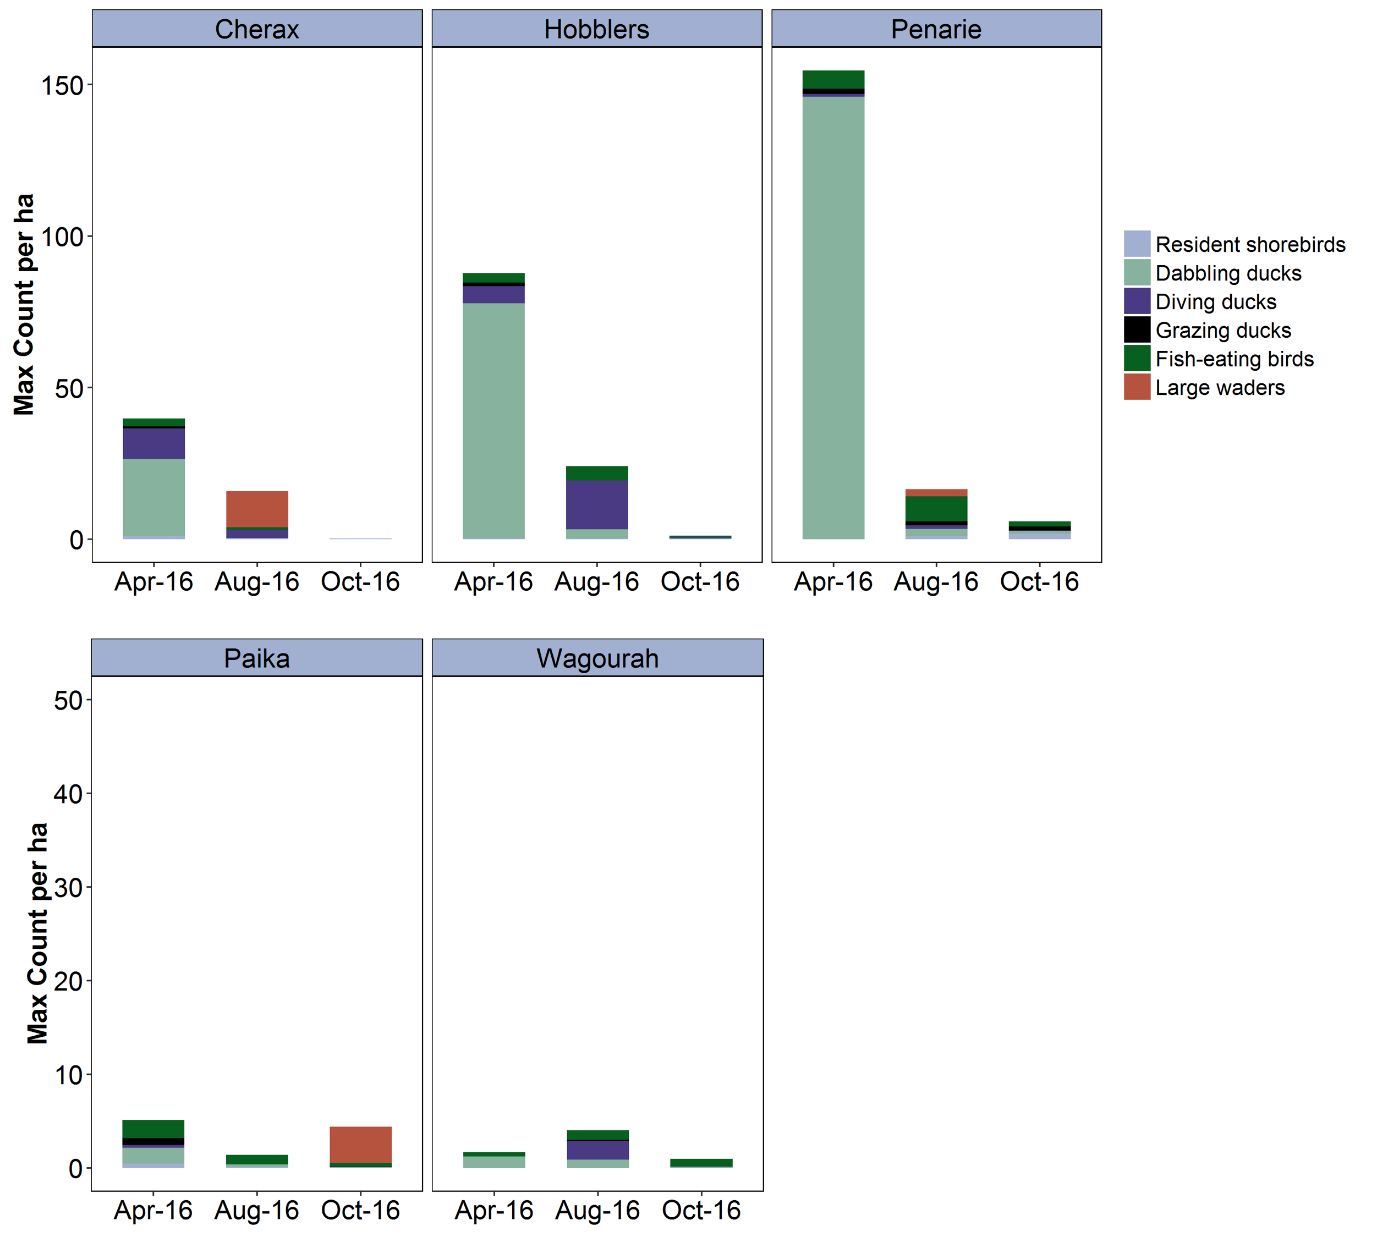 Cherax Hobblers Penarie
Max Count per ha
150
100
50
0
Apr-16 Aug-16 Oct-16 Apr-16 Aug-16 Oct-16 Apr-16 Aug-16 Oct-16
Resident shorebirds
Dabbling ducks
Diving ducks
Grazing ducks
Fish-eating birds
Large waders
Paika Wagourah
Max Count per ha
50
40
30
20
10
0
Apr-16 Aug-16 Oct-16 Apr-16 Aug-16 Oct-16